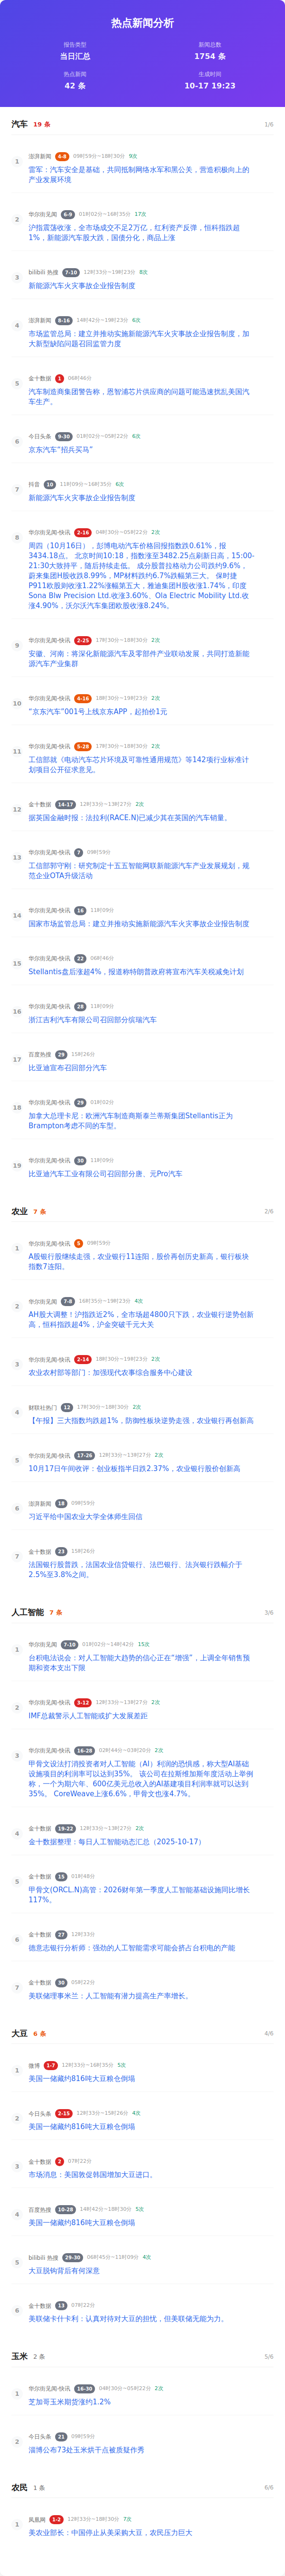 热点新闻分析
报告类型
当日汇总
新闻总数
1754 条
热点新闻
42 条
生成时间
10-17 19:23
汽车 19 条 1/6
1 澎湃新闻 4-8 09时59分~18时30分 9次
雷军：汽车安全是基础，共同抵制网络水军和黑公关，营造积极向上的
产业发展环境
2 华尔街见闻 6-9 01时02分~16时35分 17次
沪指震荡收涨，全市场成交不足2万亿，红利资产反弹，恒科指跌超
1%，新能源汽车股大跌，国债分化，商品上涨
3 bilibili 热搜 7-10 12时33分~19时23分 8次
新能源汽车火灾事故企业报告制度
4 澎湃新闻 8-16 14时42分~19时23分 6次
市场监管总局：建立并推动实施新能源汽车火灾事故企业报告制度，加
大新型缺陷问题召回监管力度
5 金十数据 1 06时46分
汽车制造商集团警告称，恩智浦芯片供应商的问题可能迅速扰乱美国汽
车生产。
6 今日头条 9-30 01时02分~05时22分 6次
京东汽车“招兵买马”
7 抖音 10 11时09分~16时35分 6次
新能源汽车火灾事故企业报告制度
8 华尔街见闻·快讯 2-16 04时30分~05时22分 2次
周四（10月16日），彭博电动汽车价格回报指数跌0.61%，报
3434.18点。 北京时间10:18，指数涨至3482.25点刷新日高，15:00-
21:30大致持平，随后持续走低。 成分股普拉格动力公司跌约9.6%，
蔚来集团H股收跌8.99%，MP材料跌约6.7%跌幅第三大。 保时捷
P911欧股则收涨1.22%涨幅第五大，雅迪集团H股收涨1.74%，印度
Sona Blw Precision Ltd.收涨3.60%、Ola Electric Mobility Ltd.收
涨4.90%，沃尔沃汽车集团欧股收涨8.24%。
9 华尔街见闻·快讯 2-25 17时30分~18时30分 2次
安徽、河南：将深化新能源汽车及零部件产业联动发展，共同打造新能
源汽车产业集群
10 华尔街见闻·快讯 4-16 18时30分~19时23分 2次
“京东汽车”001号上线京东APP，起拍价1元
11 华尔街见闻·快讯 5-28 17时30分~18时30分 2次
工信部就《电动汽车芯片环境及可靠性通用规范》等142项行业标准计
划项目公开征求意见。
12 金十数据 14-17 12时33分~13时27分 2次
据英国金融时报：法拉利(RACE.N)已减少其在英国的汽车销量。
13 华尔街见闻·快讯 7 09时59分
工信部郭守刚：研究制定十五五智能网联新能源汽车产业发展规划，规
范企业OTA升级活动
14 华尔街见闻·快讯 16 11时09分
国家市场监管总局：建立并推动实施新能源汽车火灾事故企业报告制度
15 华尔街见闻·快讯 22 06时46分
Stellantis盘后涨超4%，报道称特朗普政府将宣布汽车关税减免计划
16 华尔街见闻·快讯 28 11时09分
浙江吉利汽车有限公司召回部分缤瑞汽车
17 百度热搜 29 15时26分
比亚迪宣布召回部分汽车
18 华尔街见闻·快讯 29 01时02分
加拿大总理卡尼：欧洲汽车制造商斯泰兰蒂斯集团Stellantis正为
Brampton考虑不同的车型。
19 华尔街见闻·快讯 30 11时09分
比亚迪汽车工业有限公司召回部分唐、元Pro汽车
农业 7 条 2/6
1 华尔街见闻·快讯 5 09时59分
A股银行股继续走强，农业银行11连阳，股价再创历史新高，银行板块
指数7连阳。
2 华尔街见闻 7-8 16时35分~19时23分 4次
AH股大调整！沪指跌近2%，全市场超4800只下跌，农业银行逆势创新
高，恒科指跌超4%，沪金突破千元大关
3 华尔街见闻·快讯 2-14 18时30分~19时23分 2次
农业农村部等部门：加强现代农事综合服务中心建设
4 财联社热门 12 17时30分~18时30分 2次
【午报】三大指数均跌超1%，防御性板块逆势走强，农业银行再创新高
5 华尔街见闻·快讯 17-26 12时33分~13时27分 2次
10月17日午间收评：创业板指半日跌2.37%，农业银行股价创新高
6 澎湃新闻 18 09时59分
习近平给中国农业大学全体师生回信
7 金十数据 23 15时26分
法国银行股普跌，法国农业信贷银行、法巴银行、法兴银行跌幅介于
2.5%至3.8%之间。
人工智能 7 条 3/6
1 华尔街见闻 7-10 01时02分~14时42分 15次
台积电法说会：对人工智能大趋势的信心正在“增强”，上调全年销售预
期和资本支出下限
2 华尔街见闻·快讯 3-12 12时33分~13时27分 2次
IMF总裁警示人工智能或扩大发展差距
3 华尔街见闻·快讯 16-28 02时44分~03时20分 2次
甲骨文设法打消投资者对人工智能（AI）利润的恐惧感，称大型AI基础
设施项目的利润率可以达到35%。 该公司在拉斯维加斯年度活动上举例
称，一个为期六年、600亿美元总收入的AI基建项目利润率就可以达到
35%。 CoreWeave上涨6.6%，甲骨文也涨4.7%。
4 金十数据 19-22 12时33分~13时27分 2次
金十数据整理：每日人工智能动态汇总（2025-10-17）
5 金十数据 15 01时48分
甲骨文(ORCL.N)高管：2026财年第一季度人工智能基础设施同比增长
117%。
6 金十数据 27 12时33分
德意志银行分析师：强劲的人工智能需求可能会挤占台积电的产能
7 金十数据 30 05时22分
美联储理事米兰：人工智能有潜力提高生产率增长。
大豆 6 条 4/6
1 微博 1-7 12时33分~16时35分 5次
美国一储藏约816吨大豆粮仓倒塌
2 今日头条 2-15 12时33分~15时26分 4次
美国一储藏约816吨大豆粮仓倒塌
3 金十数据 2 07时22分
市场消息：美国敦促韩国增加大豆进口。
4 百度热搜 10-28 14时42分~18时30分 5次
美国一储藏约816吨大豆粮仓倒塌
5 bilibili 热搜 29-30 06时45分~11时09分 4次
大豆脱钩背后有何深意
6 金十数据 13 07时22分
美联储卡什卡利：认真对待对大豆的担忧，但美联储无能为力。
玉米 2 条 5/6
1 华尔街见闻·快讯 16-30 04时30分~05时22分 2次
芝加哥玉米期货涨约1.2%
2 今日头条 21 09时59分
淄博公布73处玉米烘干点被质疑作秀
农民 1 条 6/6
1 凤凰网 1-2 12时33分~18时30分 7次
美农业部长：中国停止从美采购大豆，农民压力巨大